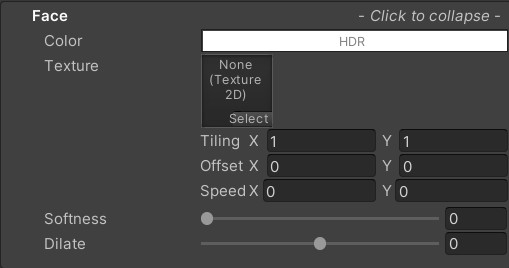 Face - Click to collapse -
Color HDR
Texture None
(Texture
2D)
Select
Tiling X 1 Y 1
Offset X 0 Y 0
Speed X 0 Y 0
Softness 0
Dilate 0